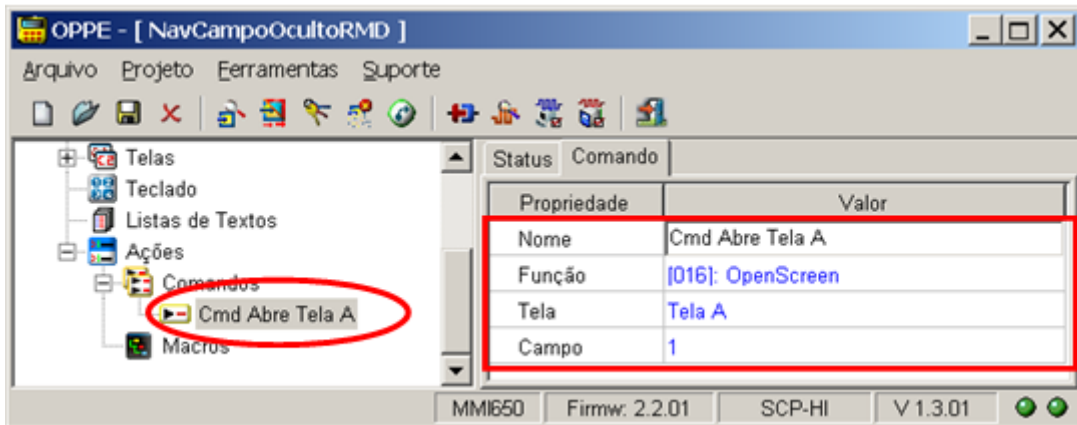 OPPE - [ NavCampoOcultoRMD ]
Arquivo Projeto Ferramentas Suporte
Telas
Teclado
Listas de Textos
Ações
Comandos
Cmd Abre Tela A
Macros
Status Comando
Propriedade Valor
Nome Cmd Abre Tela A
Função [016]: OpenScreen
Tela Tela A
Campo 1
MMI650 Firmw: 2.2.01 SCP-HI V 1.3.01